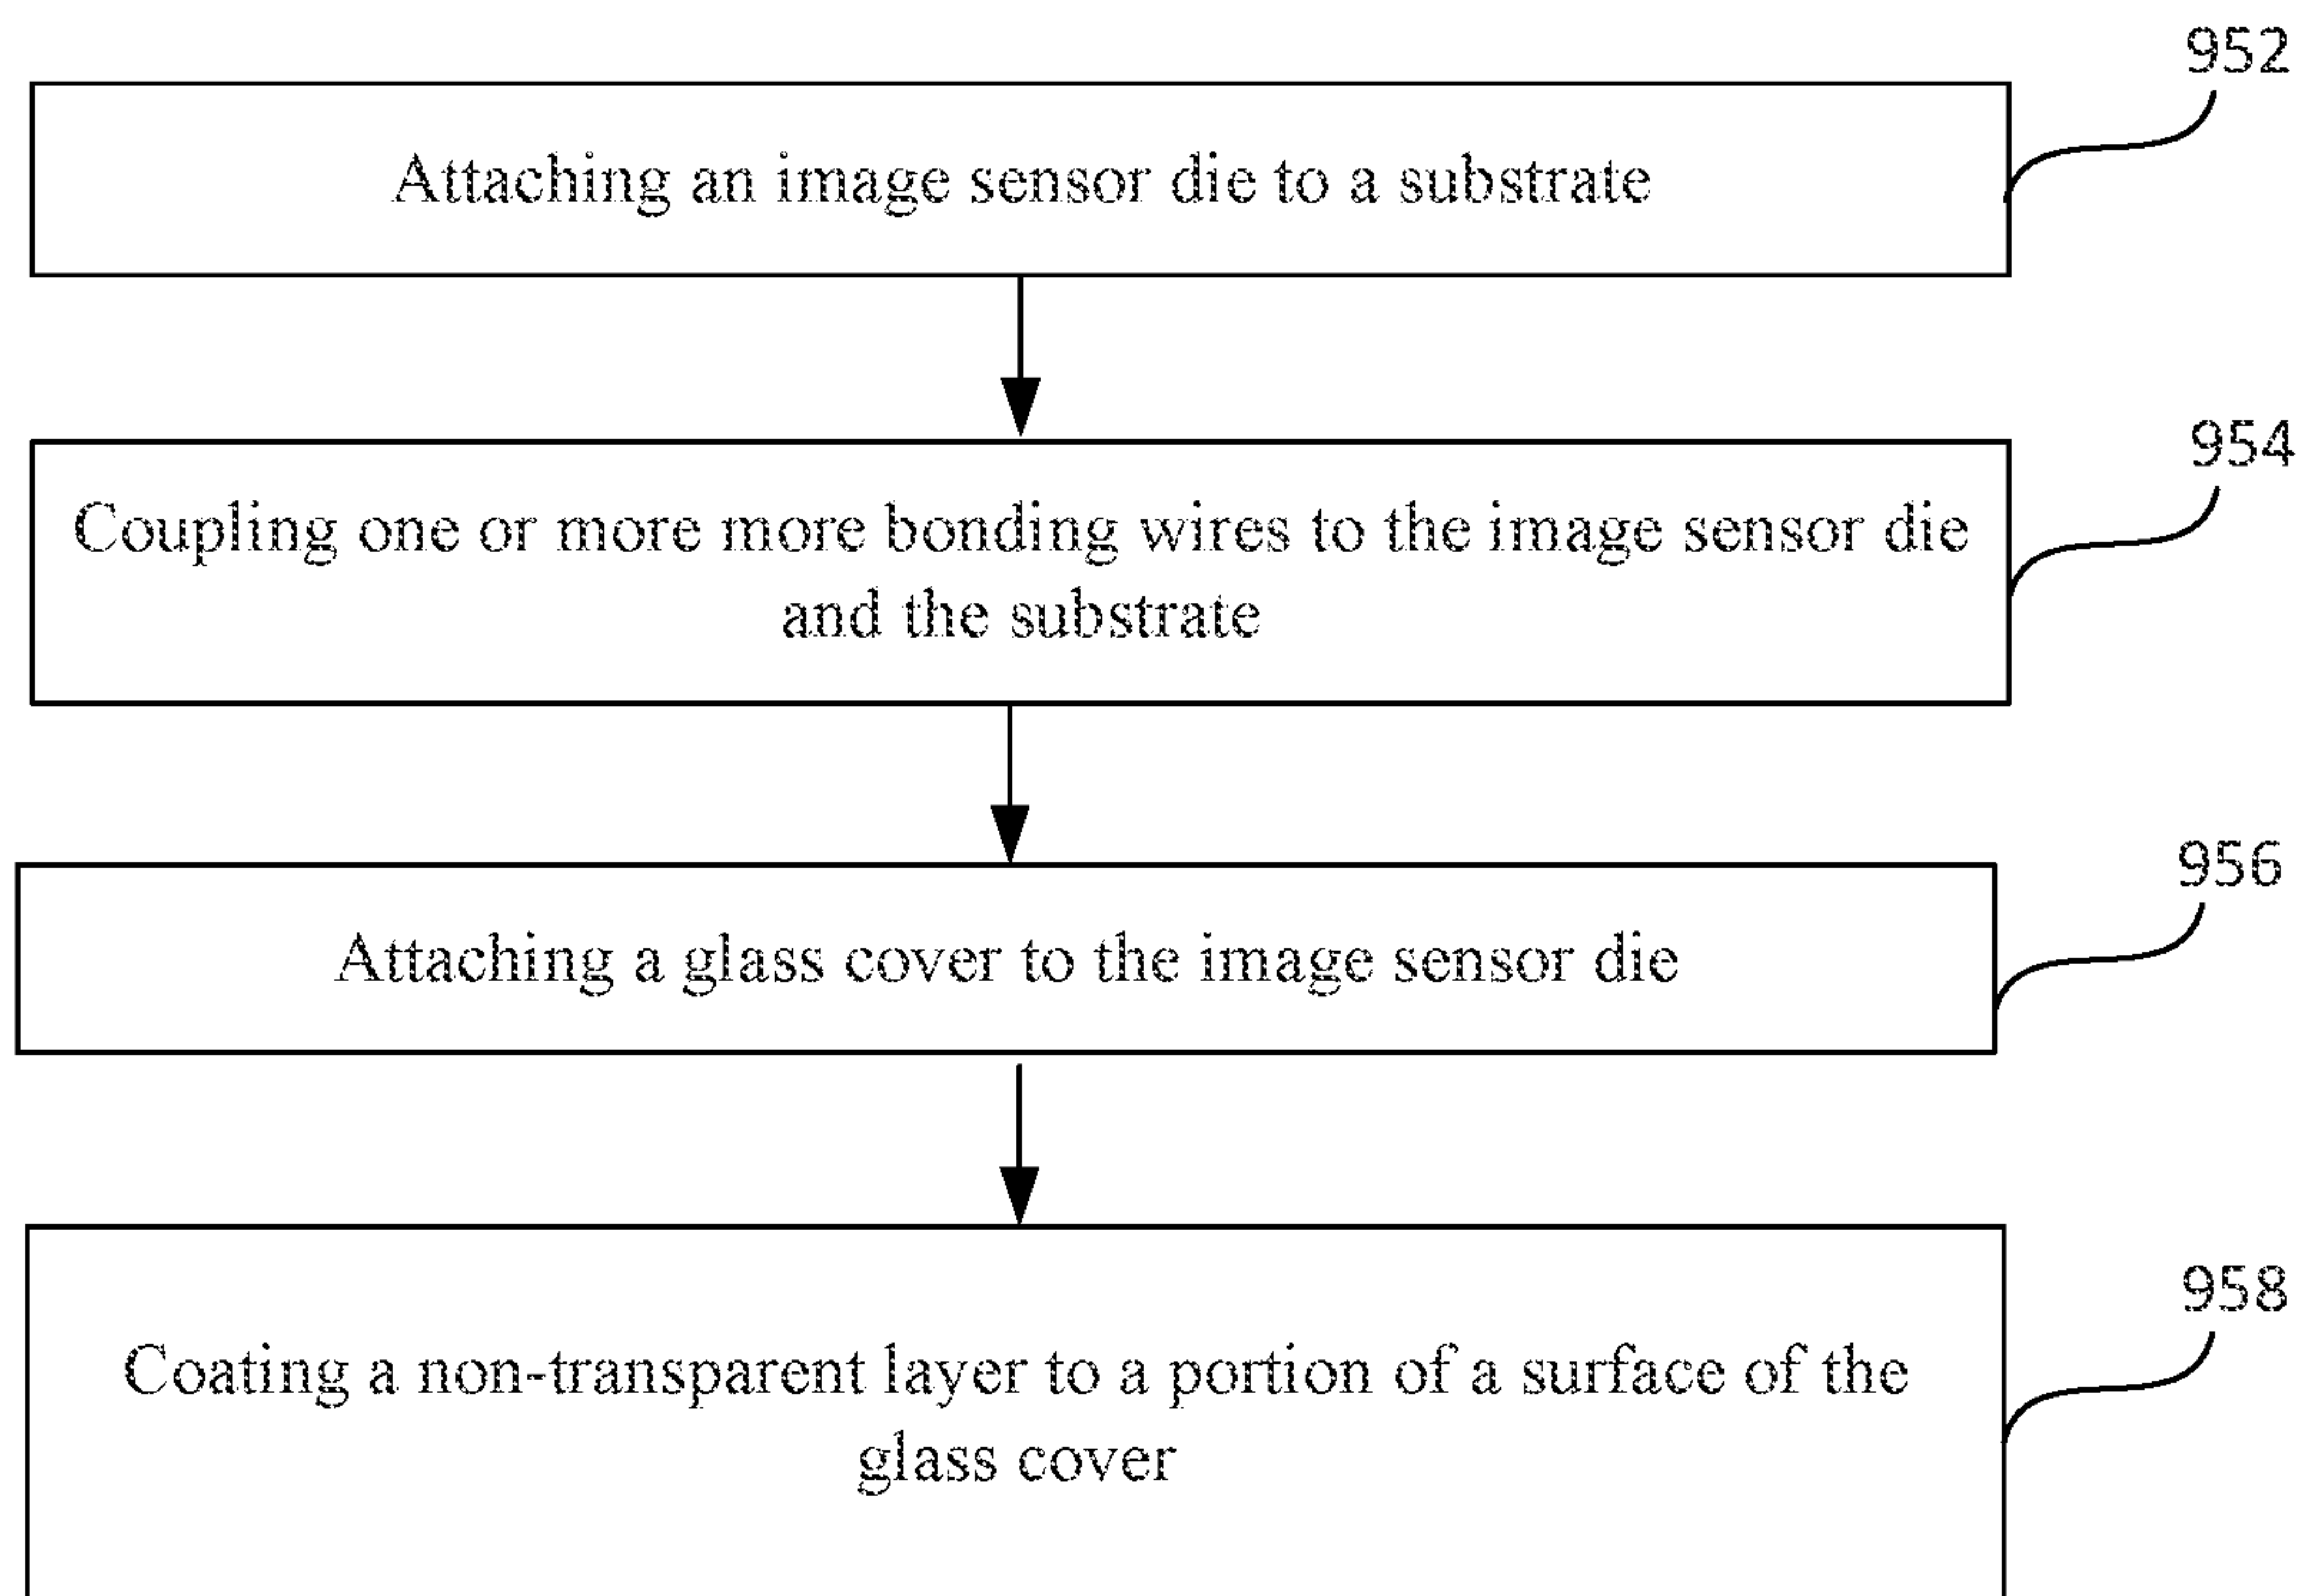 952
Attaching an image sensor die to a substrate
954
Coupling one or more more bonding wires to the image sensor die
and the substrate
956
Attaching a glass cover to the image sensor die
958
Coating a non-transparent layer to a portion of a surface of the
glass cover